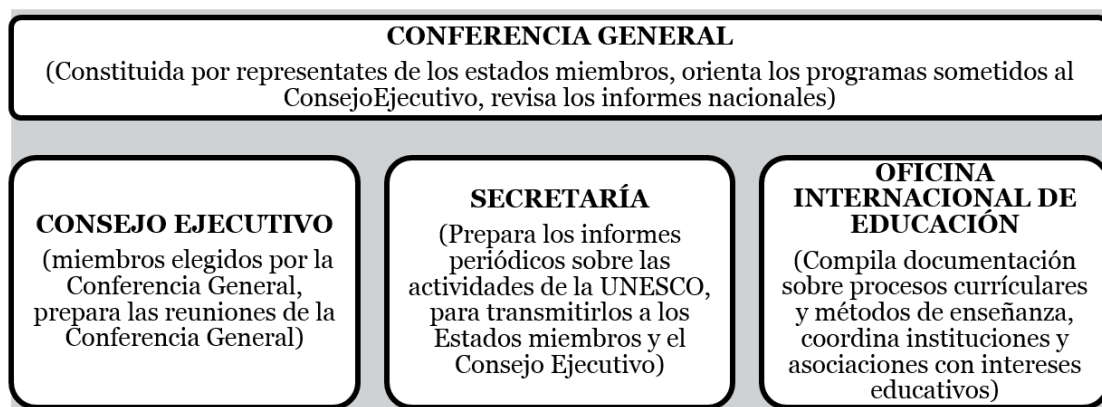 CONFERENCIA GENERAL
(Constituida por representates de los estados miembros, orienta los programas sometidos al
ConsejoEjecutivo, revisa los informes nacionales)
CONSEJO EJECUTIVO
(miembros elegidos por la
Conferencia General,
prepara las reuniones de la
Conferencia General)
SECRETARÍA
(Prepara los informes
periódicos sobre las
actividades de la UNESCO,
para transmitirlos a los
Estados miembros y el
Consejo Ejecutivo)
OFICINA
INTERNACIONAL DE
EDUCACIÓN
(Compila documentación
sobre procesos currículares
y métodos de enseñanza,
coordina instituciones y
asociaciones con intereses
educativos)